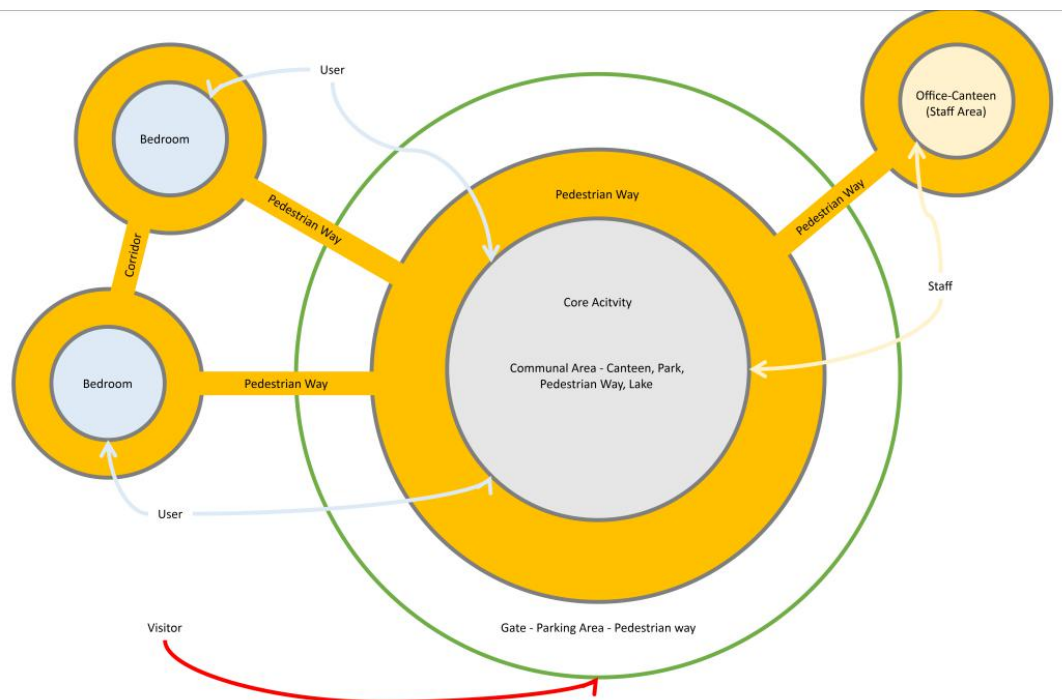 User
Office-Canteen
(Staff Area)
Bedroom
Pedestrian Way
Pedestrian Way
Pedestrian Way
Corridor
Staff
Core Acitvity
Communal Area - Canteen, Park,
Pedestrian Way, Lake
Bedroom
Pedestrian Way
User
Visitor
Gate - Parking Area - Pedestrian way